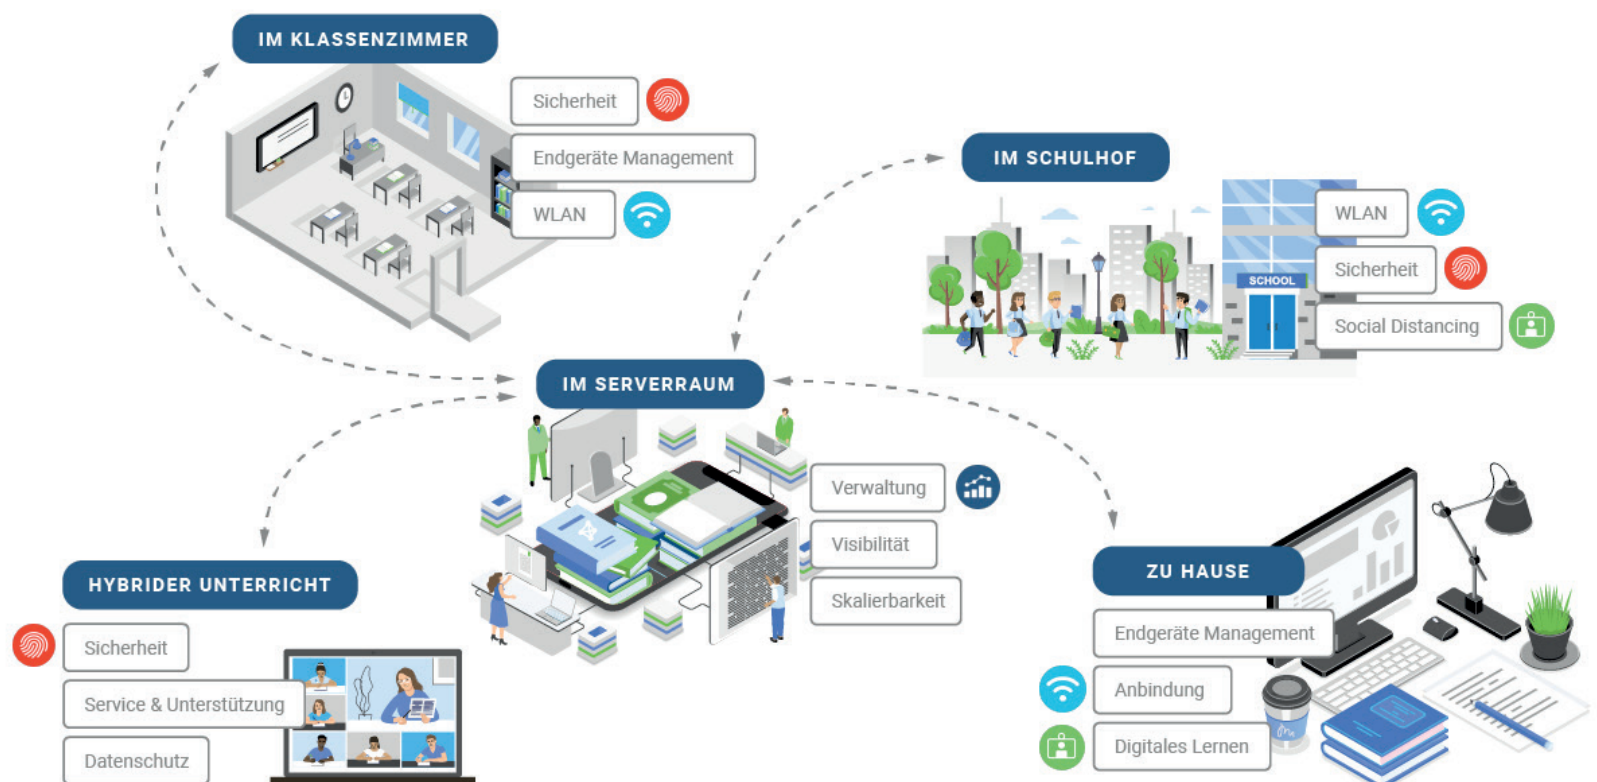 IM KLASSENZIMMER
Sicherheit
Endgeräte Management
WLAN
IM SCHULHOF
WLAN
Sicherheit
SCHOOL
Social Distancing
IM SERVERRAUM
Verwaltung
Visibilität
Skalierbarkeit
HYBRIDER UNTERRICHT
Sicherheit
Service & Unterstützung
Datenschutz
ZU HAUSE
Endgeräte Management
Anbindung
Digitales Lernen